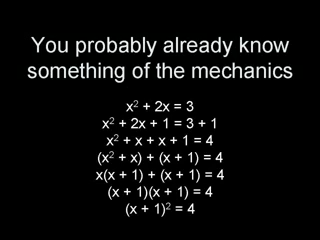 You probably already know
something of the mechanics
x² + 2x = 3
x² + 2x + 1 = 3 + 1
x² + x + x + 1 = 4
(x² + x) + (x + 1) = 4
x(x + 1) + (x + 1) = 4
(x + 1)(x + 1) = 4
(x + 1)² = 4